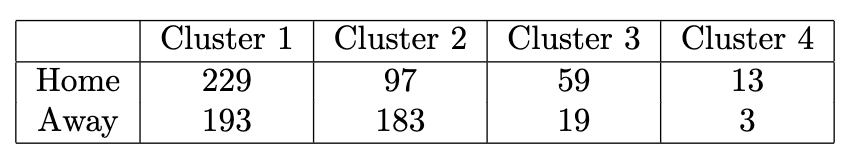 Cluster 1 Cluster 2 Cluster 3 Cluster 4
Home 229 97 59 13
Away 193 183 19 3